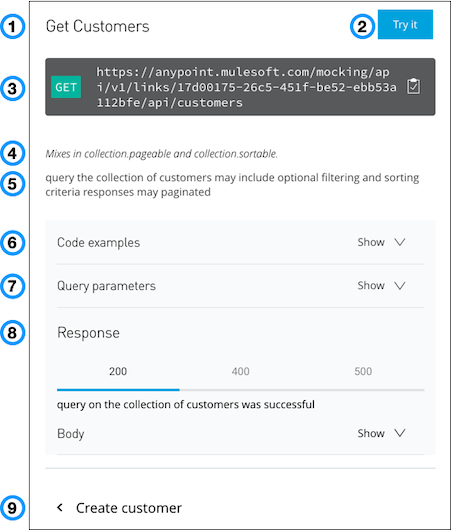 1 Get Customers 2 Try it
3 GET https://anypoint.mulesoft.com/mocking/ap
i/v1/links/17d00175-26c5-451f-be52-ebb53a
112bfe/api/customers
4 Mixes in collection.pageable and collection.sortable.
5 query the collection of customers may include optional filtering and sorting
criteria responses may paginated
6 Code examples Show
7 Query parameters Show
8 Response
200 400 500
query on the collection of customers was successful
Body Show
9 < Create customer